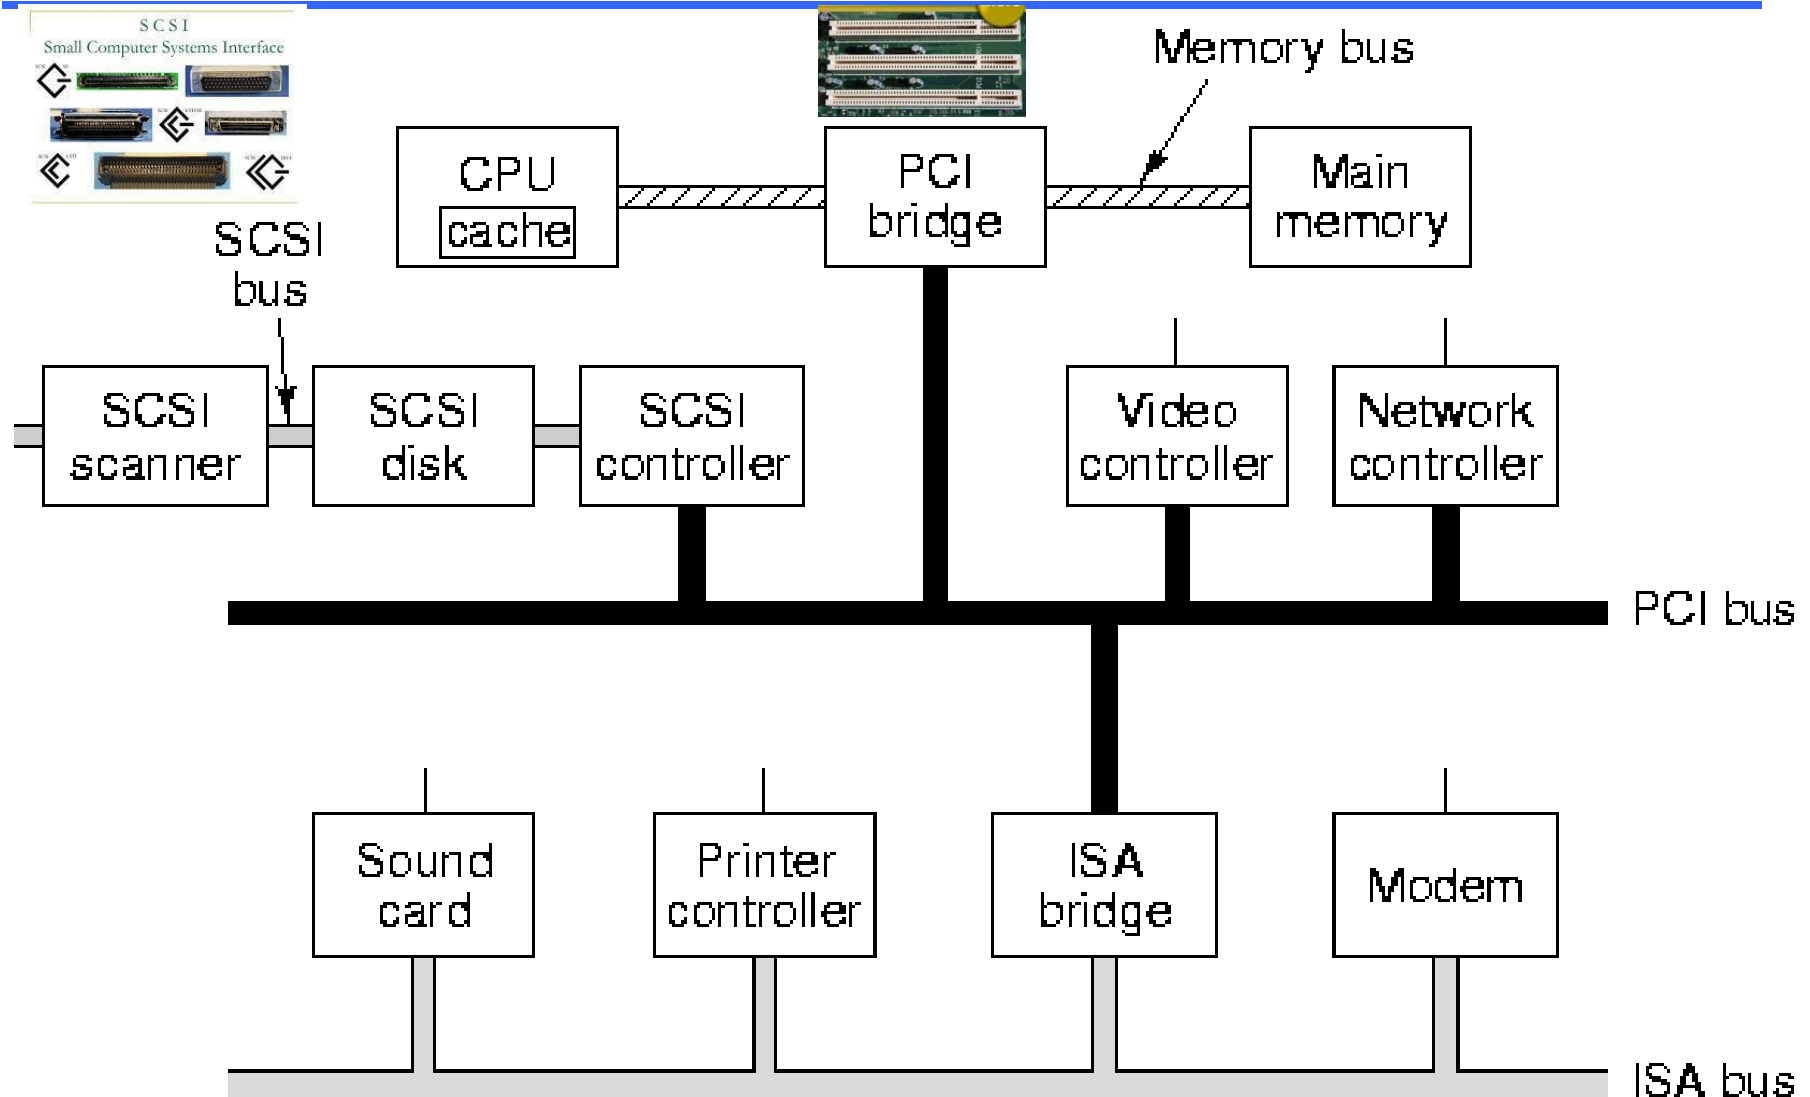 S C S I
Small Computer Systems Interface
Memory bus
CPU
cache
PCI
bridge
Main
memory
SCSI
bus
SCSI
scanner
SCSI
disk
SCSI
controller
Video
controller
Network
controller
PCI bus
Sound
card
Printer
controller
ISA
bridge
Modem
ISA bus